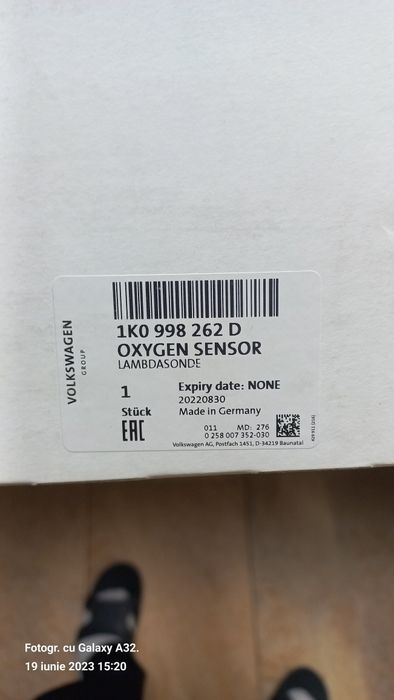 VOLKSWAGEN
GROUP
1K0 998 262 D
OXYGEN SENSOR
LAMBDASONDE
1
Stück
EAC
Expiry date: NONE
20220830
Made in Germany
011 MD: 276
0 258 007 352-030
Volkswagen AG, Postfach 1451, D-34219 Baunatal
Fotogr. cu Galaxy A32.
19 iunie 2023 15:20